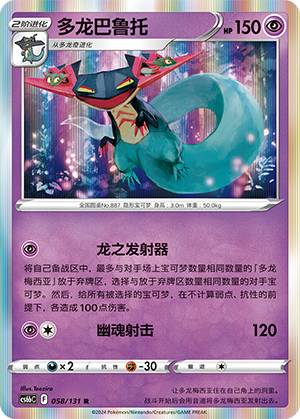 2阶进化
多龙巴鲁托
HP 150
从多龙奇进化
全国图鉴No.887 隐形宝可梦 身高：3.0m 体重：50.0kg
龙之发射器
将自己备战区中，最多与对手场上宝可梦数量相同数量的「多龙
梅西亚」放于弃牌区，选择与放于弃牌区数量相同数量的对手宝
可梦。然后，给所有被选择的宝可梦，在不计算弱点、抗性的前
提下，各造成100点伤害。
幽魂射击 120
弱点 ×2 抗性 -30 撤退
Illus.Teeziro
cs6bC F 058/131 R
让多龙梅西亚住在自己角上的洞里。
战斗开始后会用音速将多龙梅西亚发射出去。
©2024 Pokémon/Nintendo/Creatures/GAME FREAK.